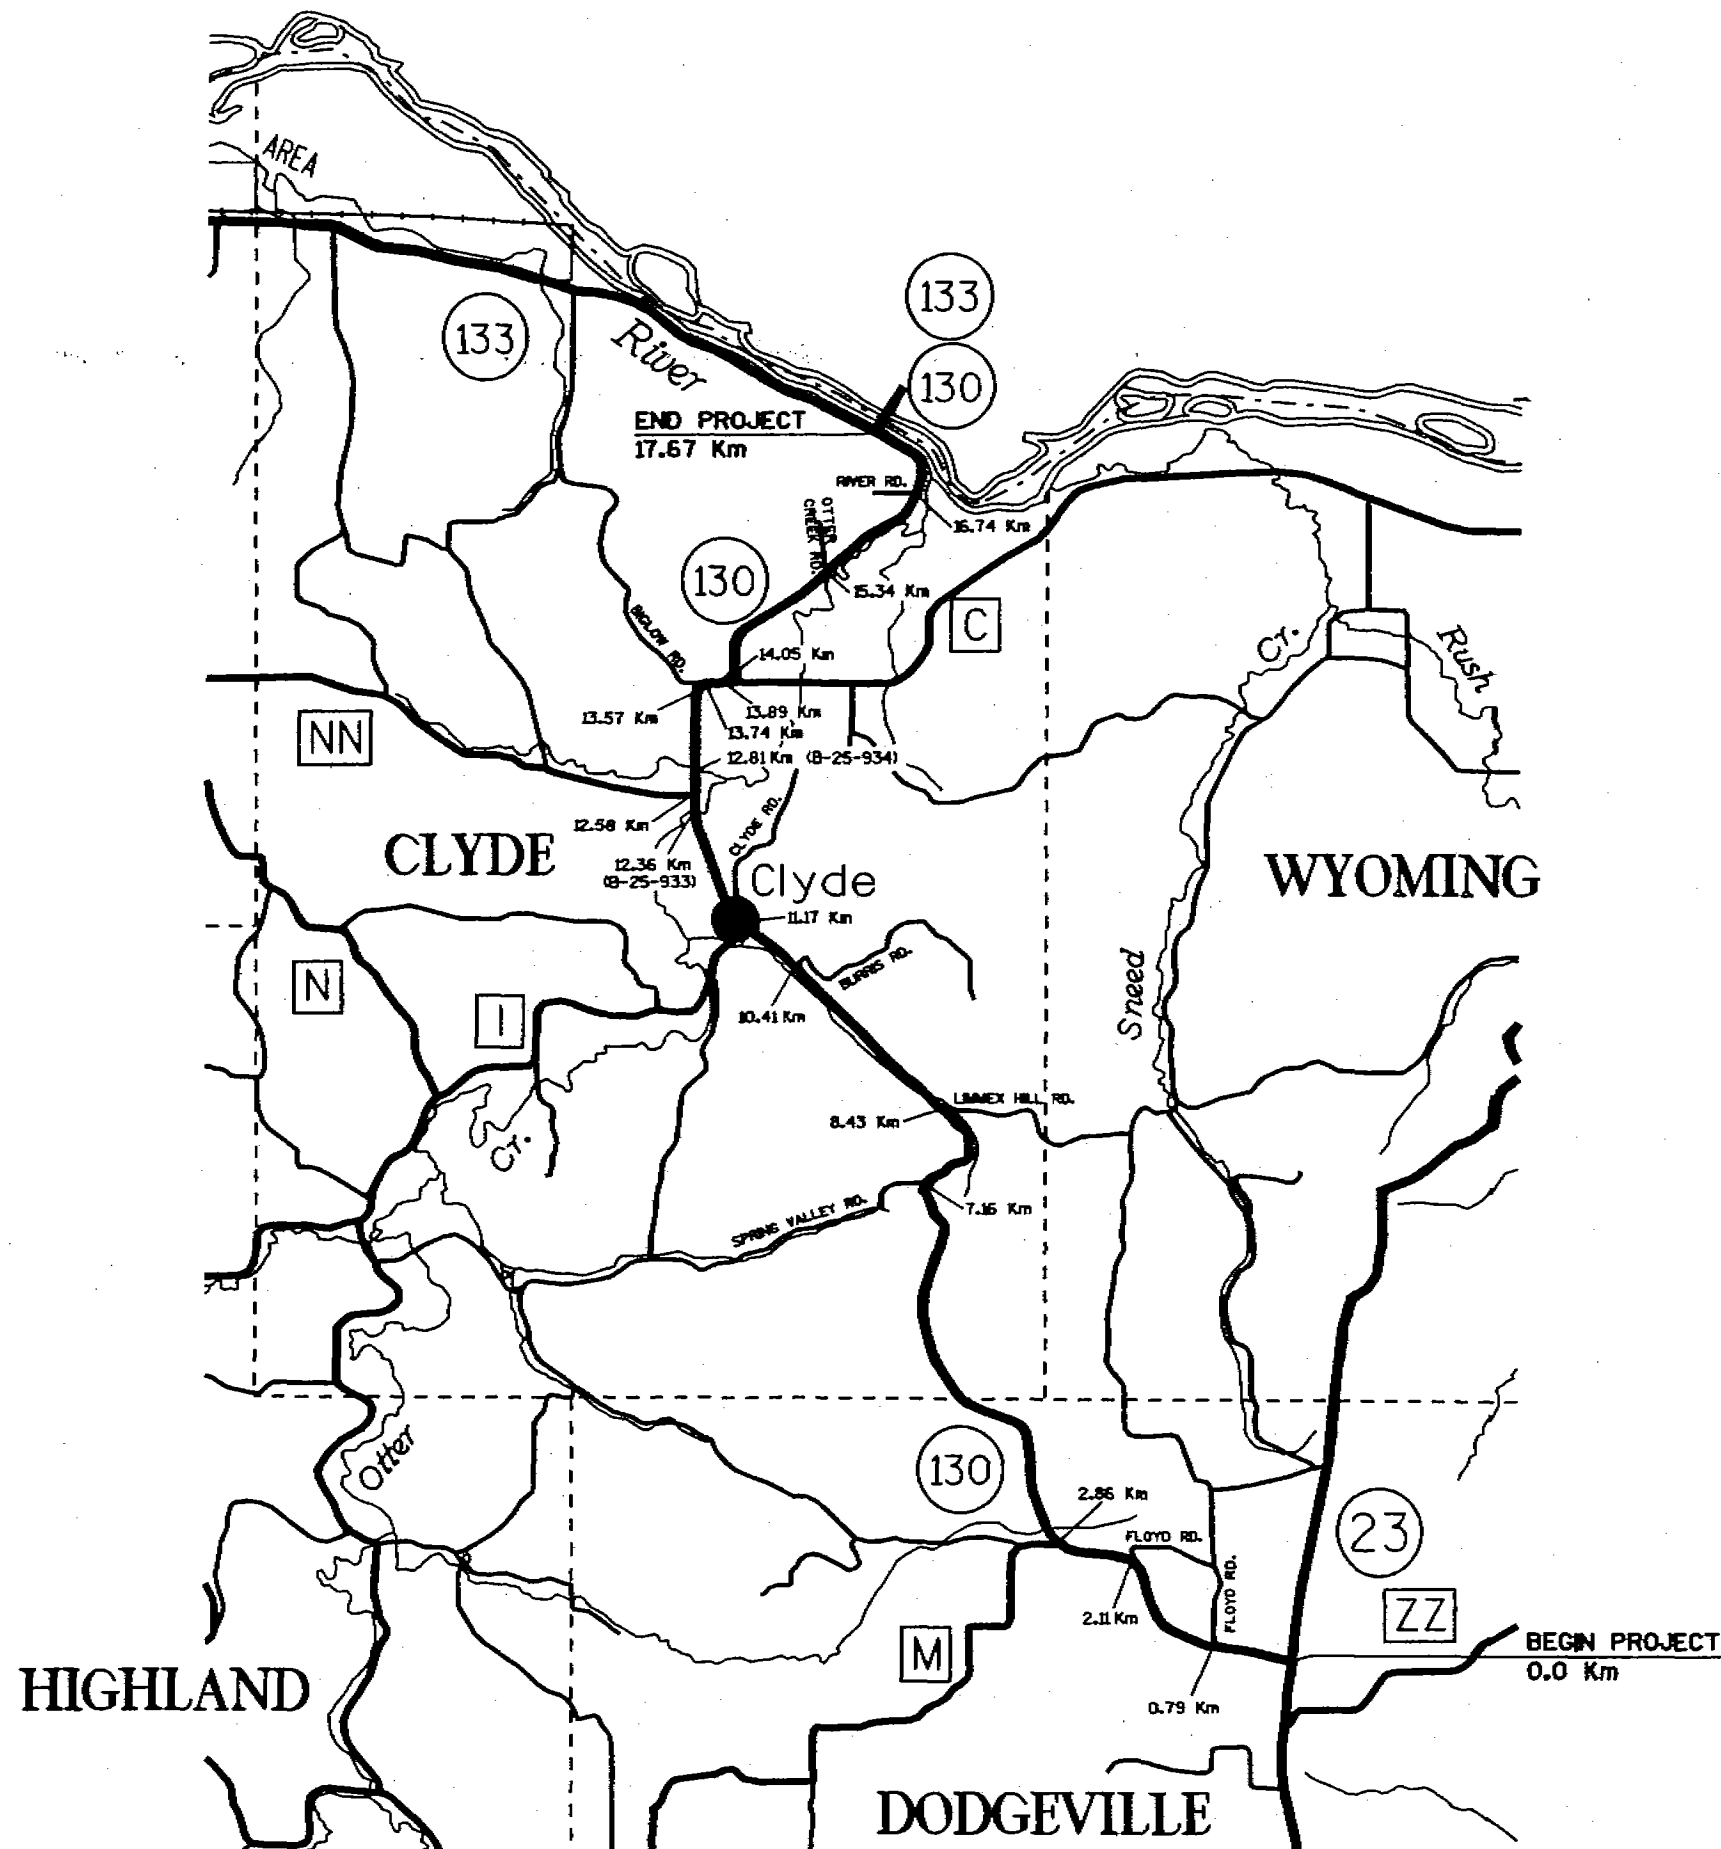 AREA
133
133
River
130
END PROJECT
17.67 Km
RIVER RD.
OTTER
CREEK RD.
16.74 Km
130
15.34 Km
C
BIGLOW RD.
Cr.
Rush
14.05 Km
13.57 Km
13.89 Km
13.74 Km
NN
12.81 Km (B-25-934)
12.58 Km
CLYDE RD.
CLYDE
12.36 Km
(B-25-933)
Clyde
WYOMING
11.17 Km
N
I
BURRIS RD.
Sneed
10.41 Km
LIMMEX HILL RD.
8.43 Km
Cr.
SPRING VALLEY RD.
7.16 Km
Otter
130
2.86 Km
23
FLOYD RD.
FLOYD RD.
2.11 Km
ZZ
M
BEGIN PROJECT
0.0 Km
HIGHLAND
0.79 Km
DODGEVILLE